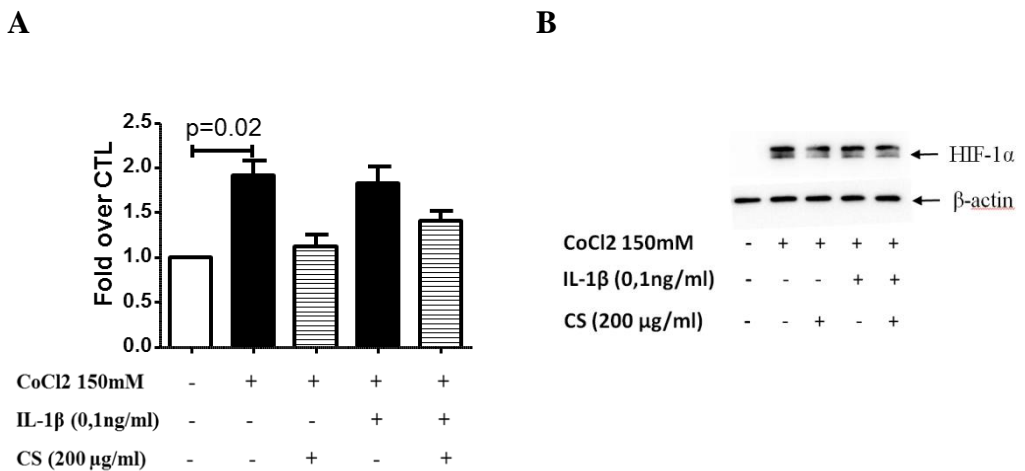 A
B
2.5
p=0.02
2.0
1.5
1.0
0.5
0.0
Fold over CTL
CoCl2 150mM - + + + +
IL-1β (0,1ng/ml) - - - + +
CS (200 µg/ml) - - + - +
HIF-1α
β-actin
CoCl2 150mM - + + + +
IL-1β (0,1ng/ml) - - - + +
CS (200 µg/ml) - - + - +